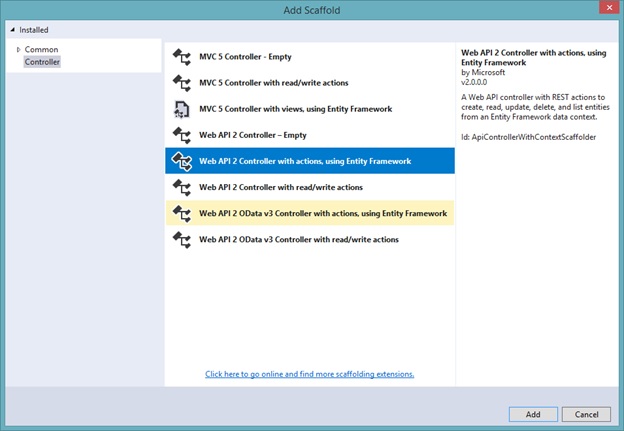 Add Scaffold
Installed
Common
Controller
MVC 5 Controller - Empty
MVC 5 Controller with read/write actions
MVC 5 Controller with views, using Entity Framework
Web API 2 Controller – Empty
Web API 2 Controller with actions, using Entity Framework
Web API 2 Controller with read/write actions
Web API 2 OData v3 Controller with actions, using Entity Framework
Web API 2 OData v3 Controller with read/write actions
Click here to go online and find more scaffolding extensions.
Web API 2 Controller with actions, using
Entity Framework
by Microsoft
v2.0.0.0
A Web API controller with REST actions to
create, read, update, delete, and list entities
from an Entity Framework data context.
Id: ApiControllerWithContextScaffolder
Add
Cancel